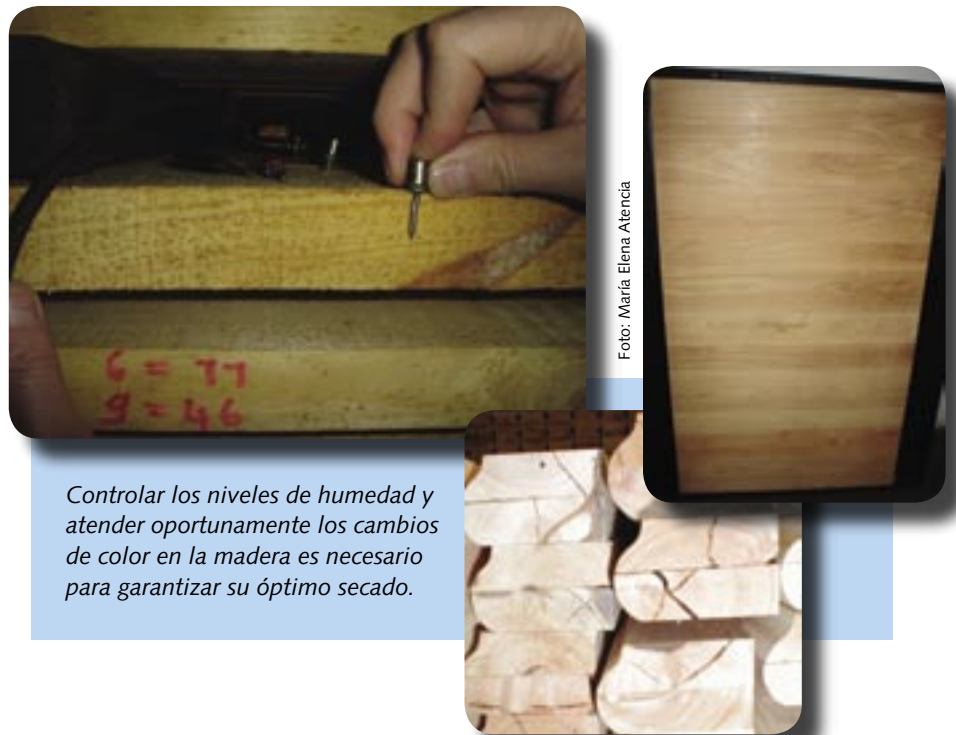 6 = 77
9 = 46
Foto: María Elena Atencia
Controlar los niveles de humedad y
atender oportunamente los cambios
de color en la madera es necesario
para garantizar su óptimo secado.